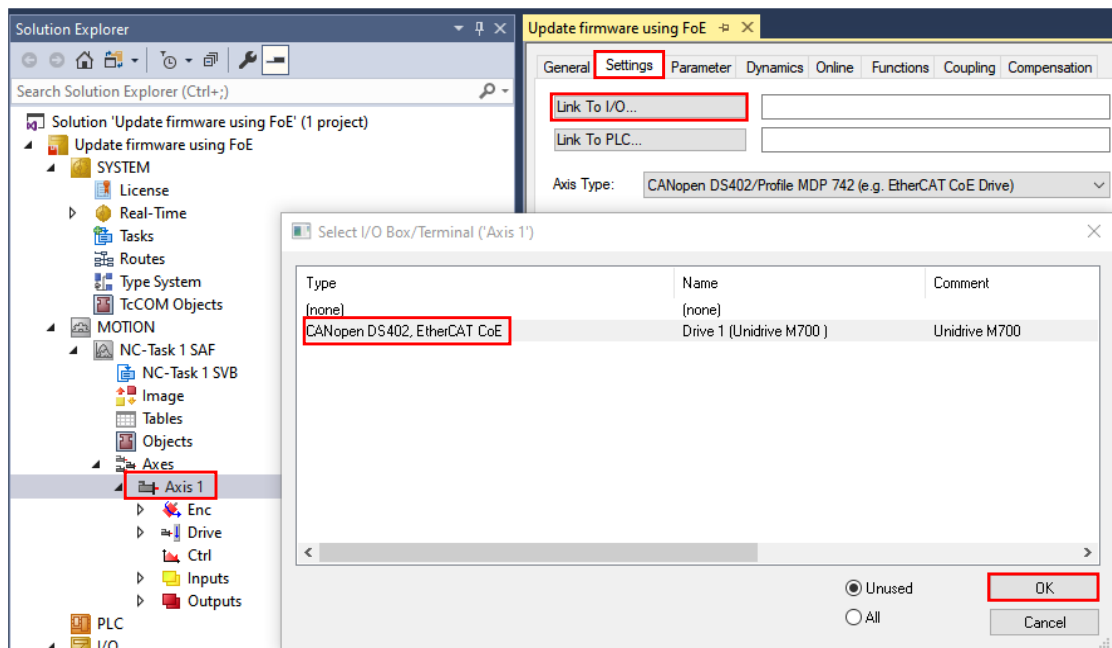 Solution Explorer
Search Solution Explorer (Ctrl+;)
Solution 'Update firmware using FoE' (1 project)
Update firmware using FoE
SYSTEM
License
Real-Time
Tasks
Routes
Type System
TcCOM Objects
MOTION
NC-Task 1 SAF
NC-Task 1 SVB
Image
Tables
Objects
Axes
Axis 1
Enc
Drive
Ctrl
Inputs
Outputs
PLC
I/O
Update firmware using FoE
General Settings Parameter Dynamics Online Functions Coupling Compensation
Link To I/O...
Link To PLC...
Axis Type: CANopen DS402/Profile MDP 742 (e.g. EtherCAT CoE Drive)
Select I/O Box/Terminal ('Axis 1')
Type Name Comment
(none) (none)
CANopen DS402, EtherCAT CoE Drive 1 (Unidrive M700 ) Unidrive M700
Unused
All
OK
Cancel